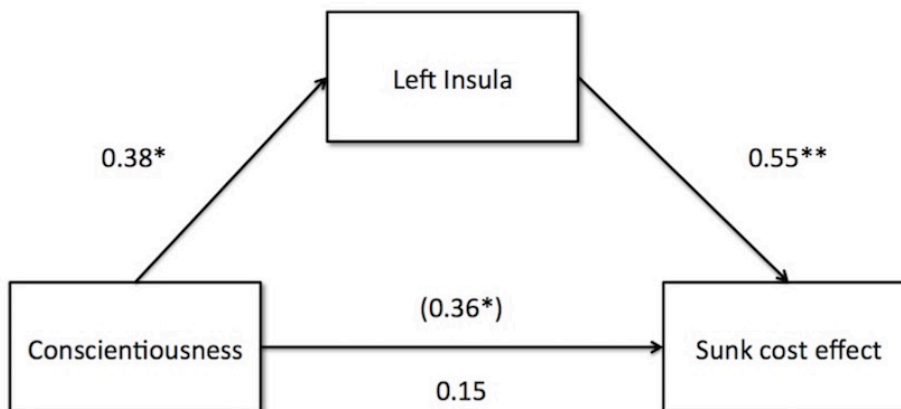 Left Insula
0.38*
0.55**
(0.36*)
Conscientiousness
Sunk cost effect
0.15